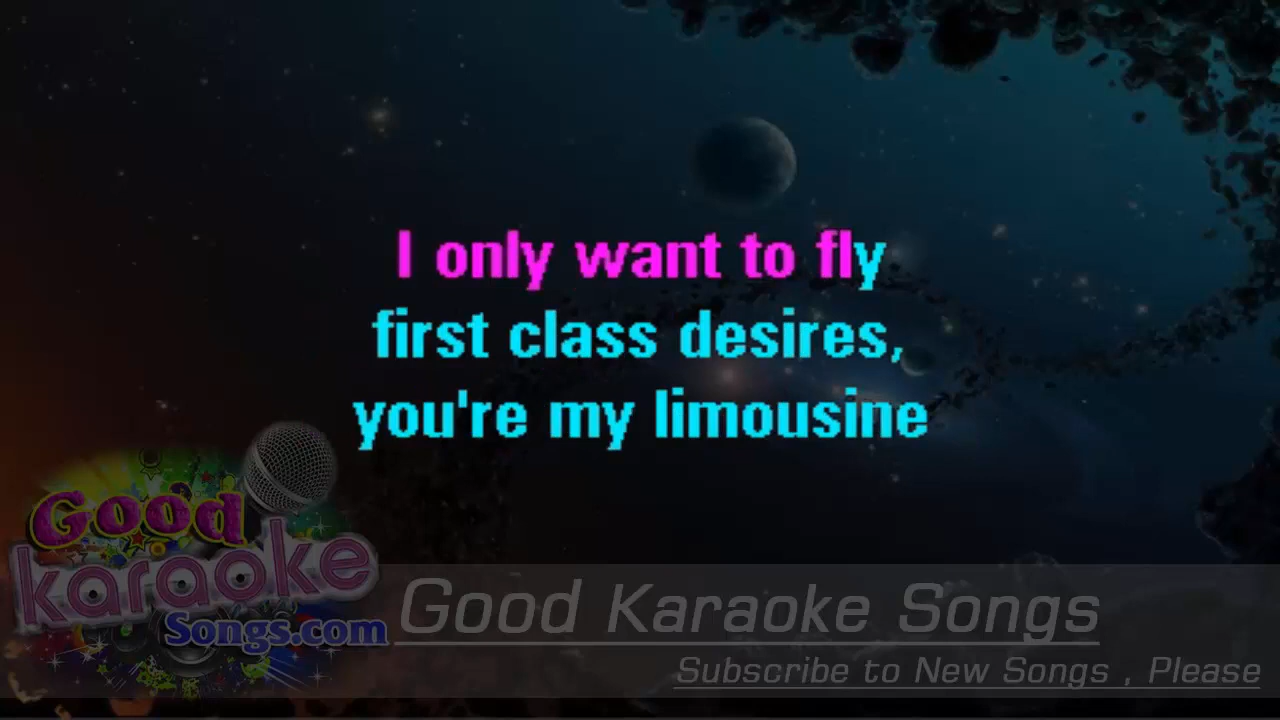 I only want to fly
first class desires,
you're my limousine
Good
karaoke
Songs.com
Good Karaoke Songs
Subscribe to New Songs , Please